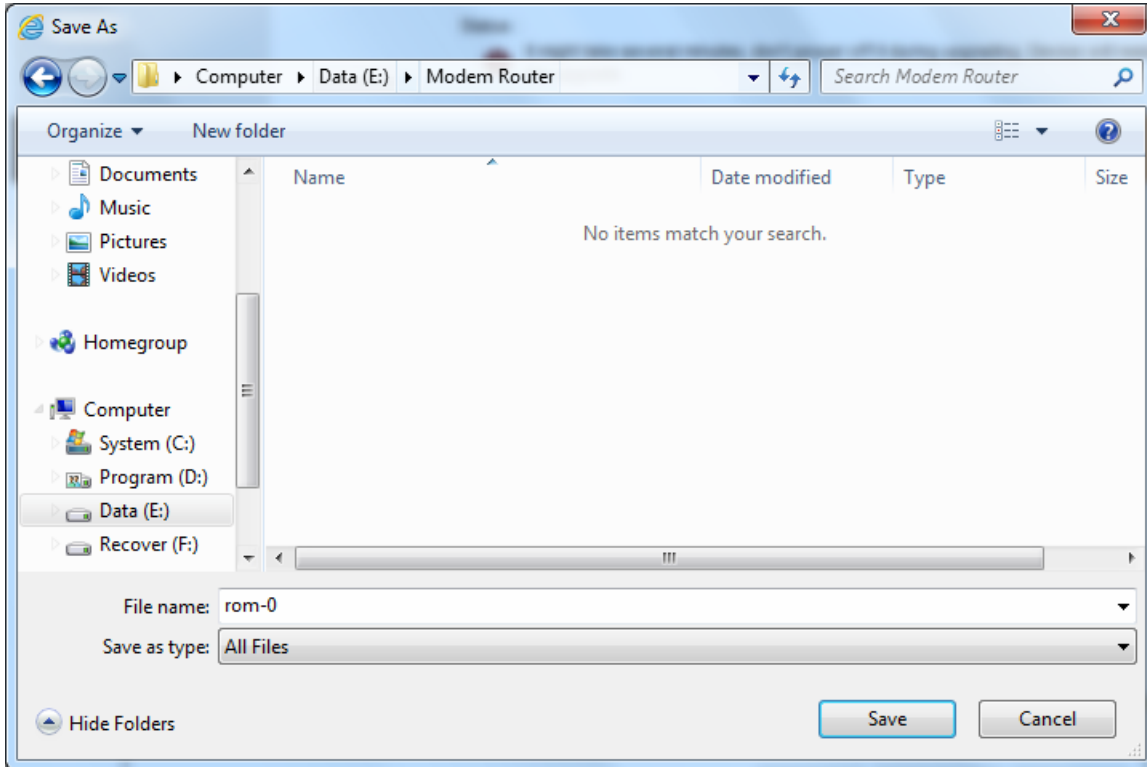 Save As
Computer Data (E:) Modem Router Search Modem Router
Organize New folder
Name Date modified Type Size
No items match your search.
Documents
Music
Pictures
Videos
Homegroup
Computer
System (C:)
Program (D:)
Data (E:)
Recover (F:)
File name: rom-0
Save as type: All Files
Hide Folders Save Cancel